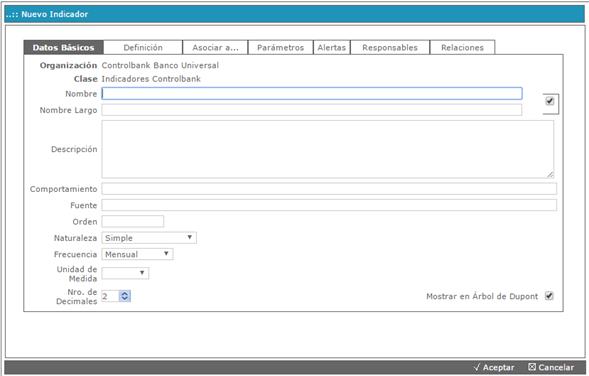 ..:: Nuevo Indicador
Datos Básicos Definición Asociar a... Parámetros Alertas Responsables Relaciones
Organización Controlbank Banco Universal
Clase Indicadores Controlbank
Nombre
Nombre Largo
Descripción
Comportamiento
Fuente
Orden
Naturaleza Simple
Frecuencia Mensual
Unidad de
Medida
Nro. de
Decimales 2 Mostrar en Árbol de Dupont
Aceptar Cancelar